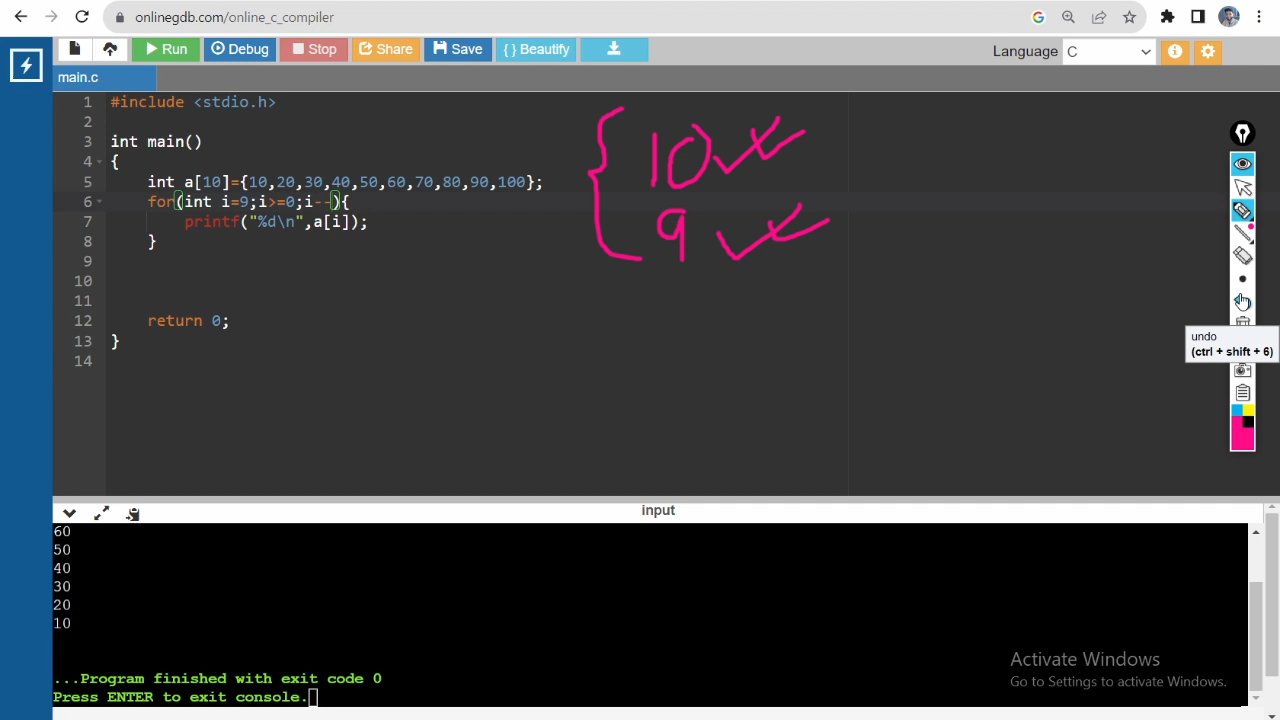 onlinegdb.com/online_c_compiler
Run
Debug
Stop
Share
Save
{ } Beautify
Language C
main.c
1 #include <stdio.h>
2
3 int main()
4 {
5 int a[10]={10,20,30,40,50,60,70,80,90,100};
6 for(int i=9;i>=0;i--){
7 printf("%d\n",a[i]);
8 }
9
10
11
12 return 0;
13 }
14
10
9
undo
(ctrl + shift + 6)
input
60
50
40
30
20
10
...Program finished with exit code 0
Press ENTER to exit console.
Activate Windows
Go to Settings to activate Windows.